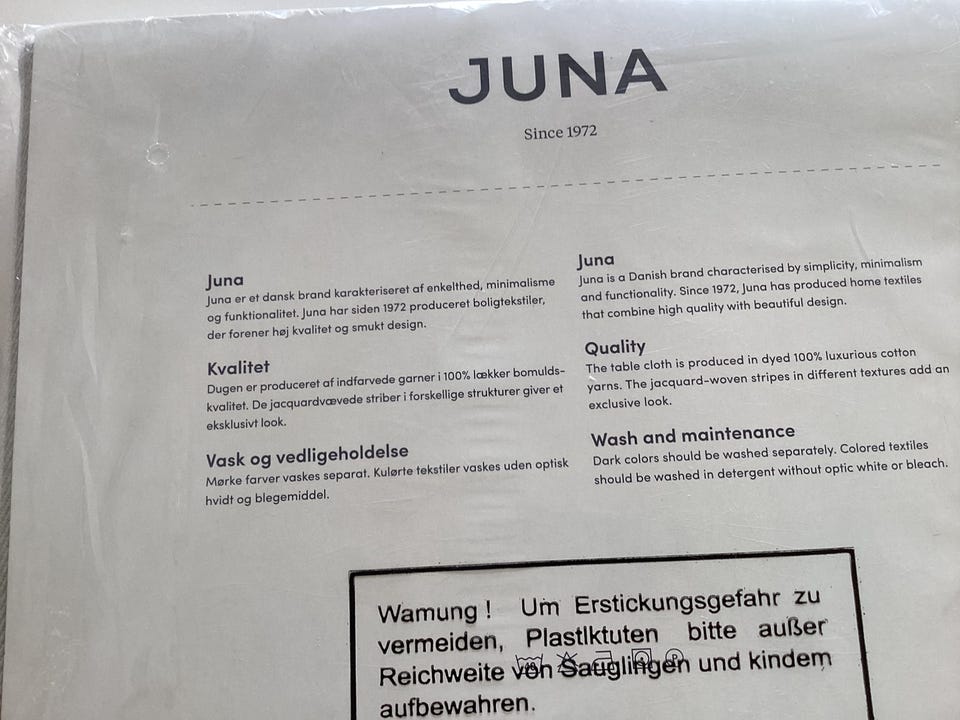 JUNA
Since 1972
Juna
Juna er et dansk brand karakteriseret af enkelthed, minimalisme
og funktionalitet. Juna har siden 1972 produceret boligtekstiler,
der forener høj kvalitet og smukt design.
Kvalitet
Dugen er produceret af indfarvede garner i 100% lækker bomulds-
kvalitet. De jacquardvævede striber i forskellige strukturer giver et
eksklusivt look.
Vask og vedligeholdelse
Mørke farver vaskes separat. Kulørte tekstiler vaskes uden optisk
hvidt og blegemiddel.
Juna
Juna is a Danish brand characterised by simplicity, minimalism
and functionality. Since 1972, Juna has produced home textiles
that combine high quality with beautiful design.
Quality
The table cloth is produced in dyed 100% luxurious cotton
yarns. The jacquard-woven stripes in different textures add an
exclusive look.
Wash and maintenance
Dark colors should be washed separately. Colored textiles
should be washed in detergent without optic white or bleach.
Wamung ! Um Erstickungsgefahr zu
vermeiden, Plastlktuten bitte außer
Reichweite von Sauglingen und kindem
aufbewahren.